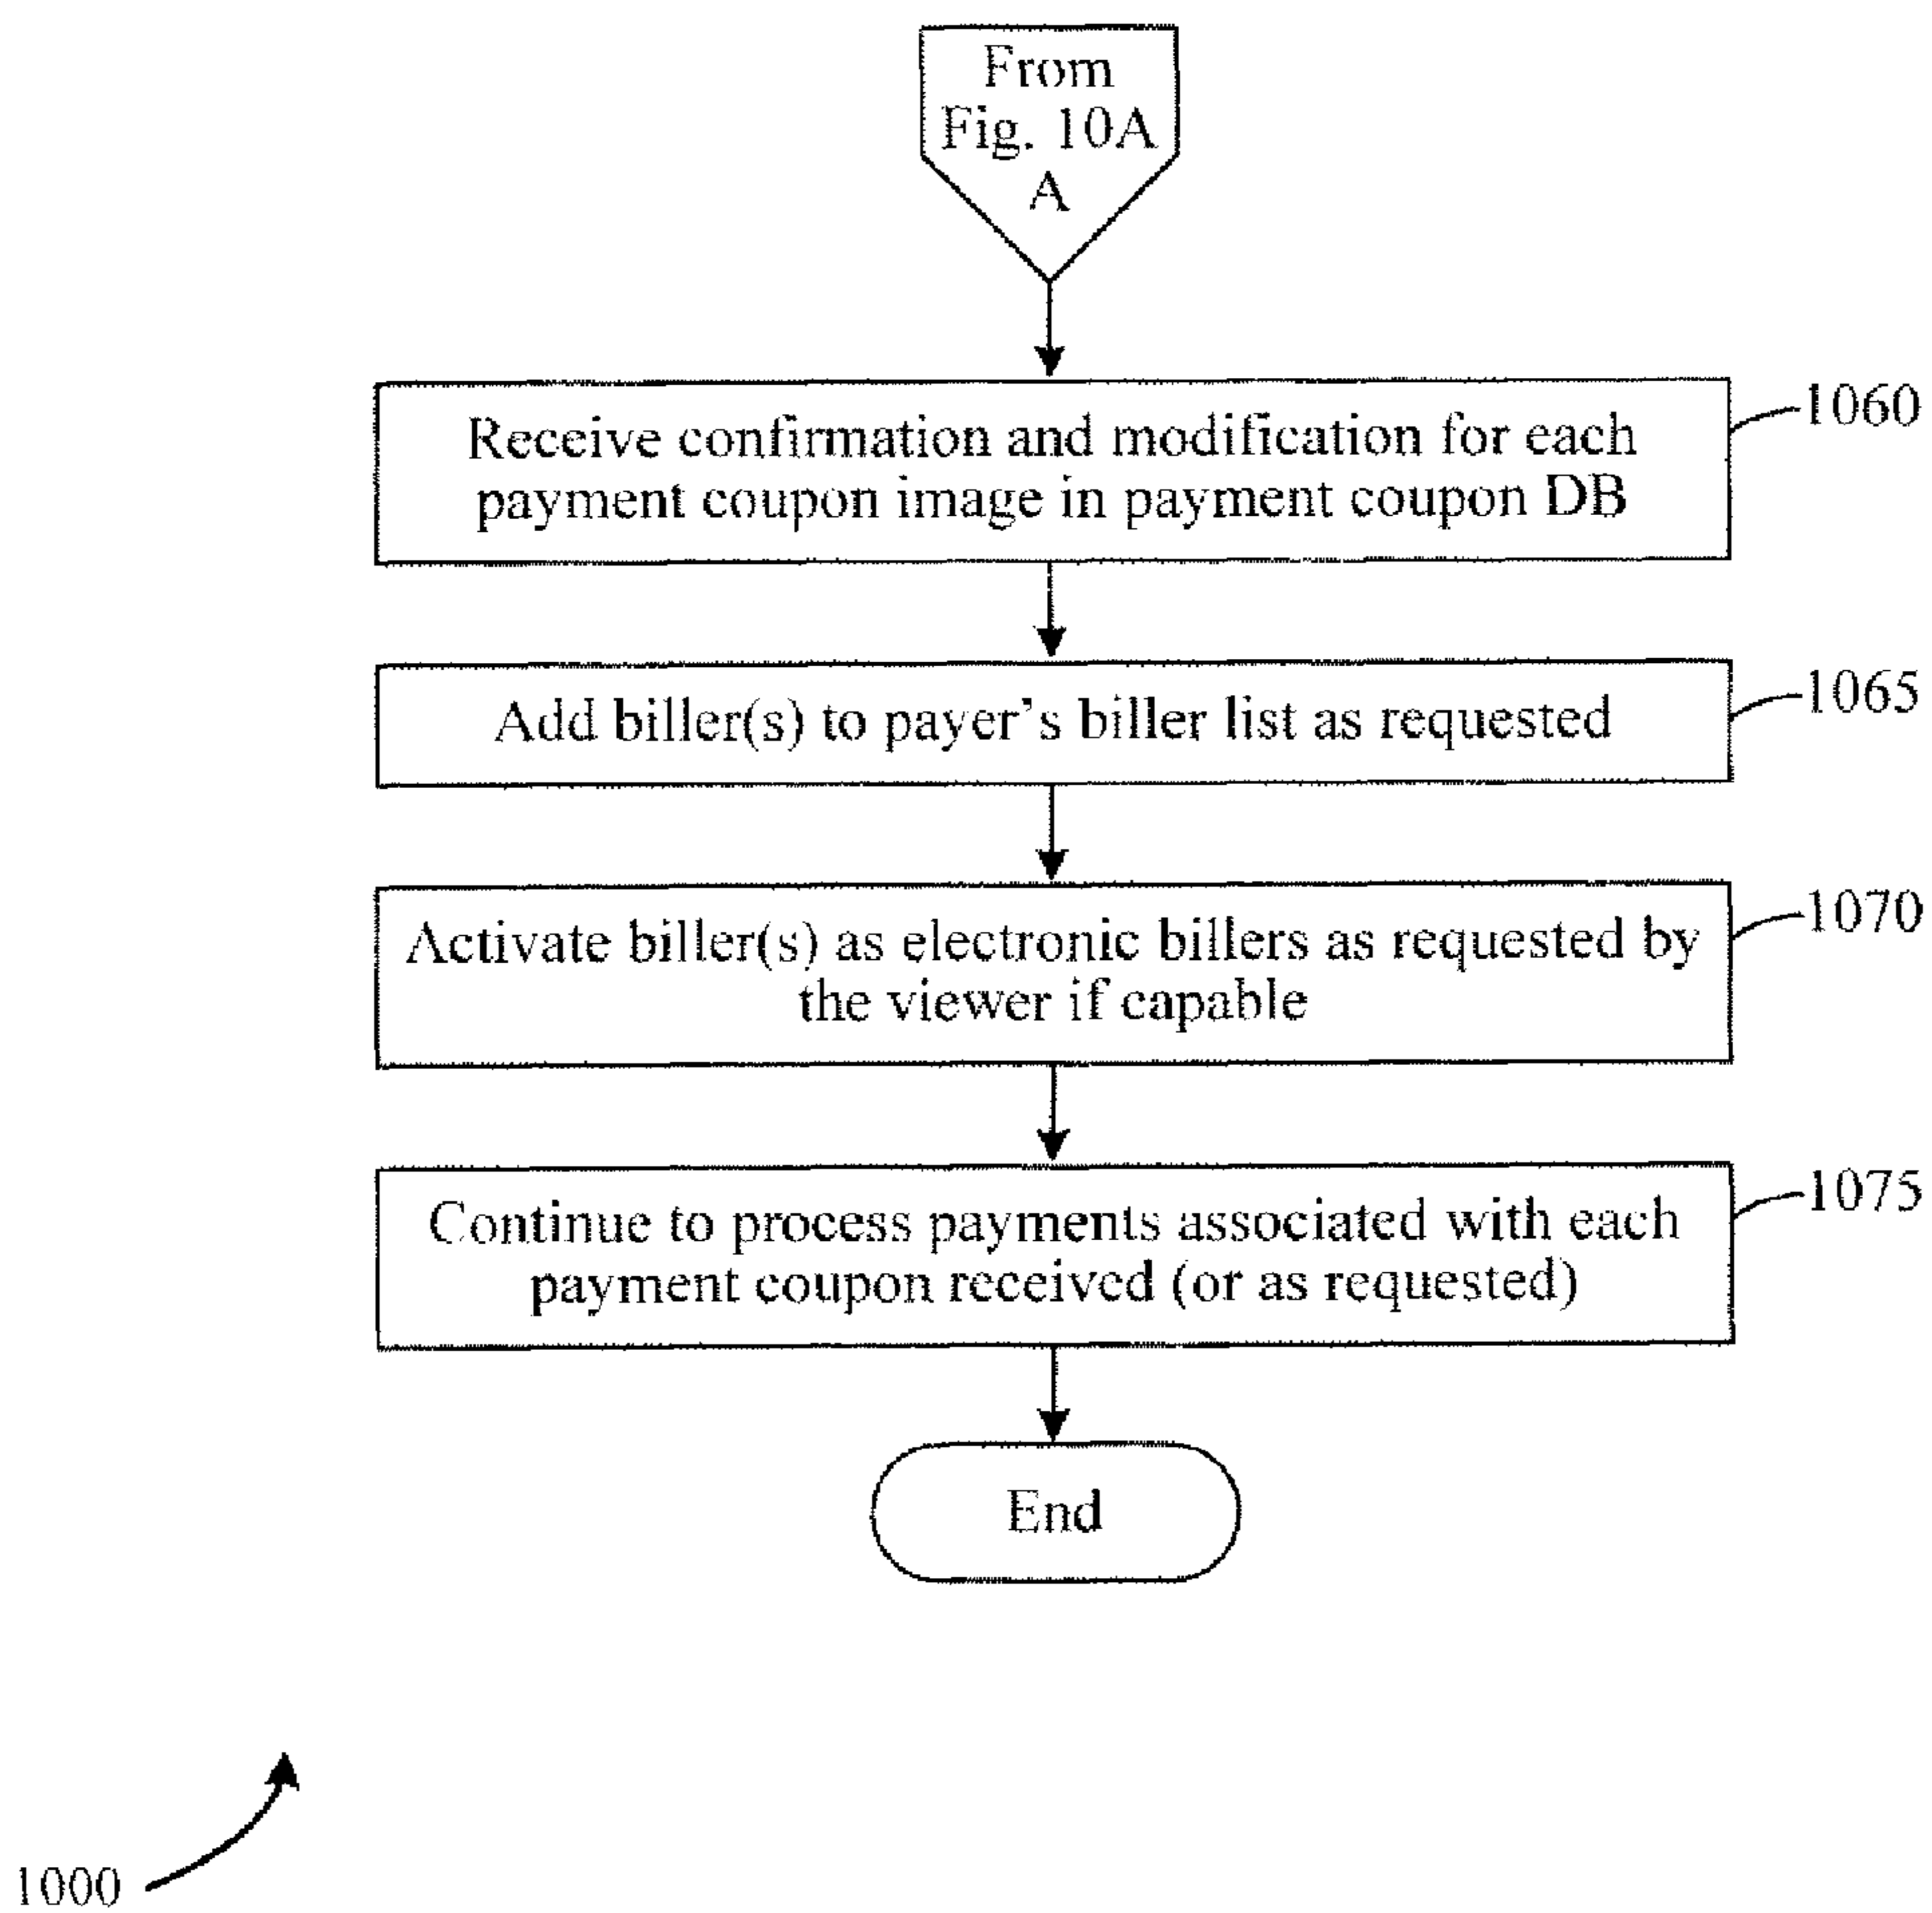 From
Fig. 10A
A
Receive confirmation and modification for each
payment coupon image in payment coupon DB
1060
Add biller(s) to payer's biller list as requested
1065
Activate biller(s) as electronic billers as requested by
the viewer if capable
1070
Continue to process payments associated with each
payment coupon received (or as requested)
1075
End
1000